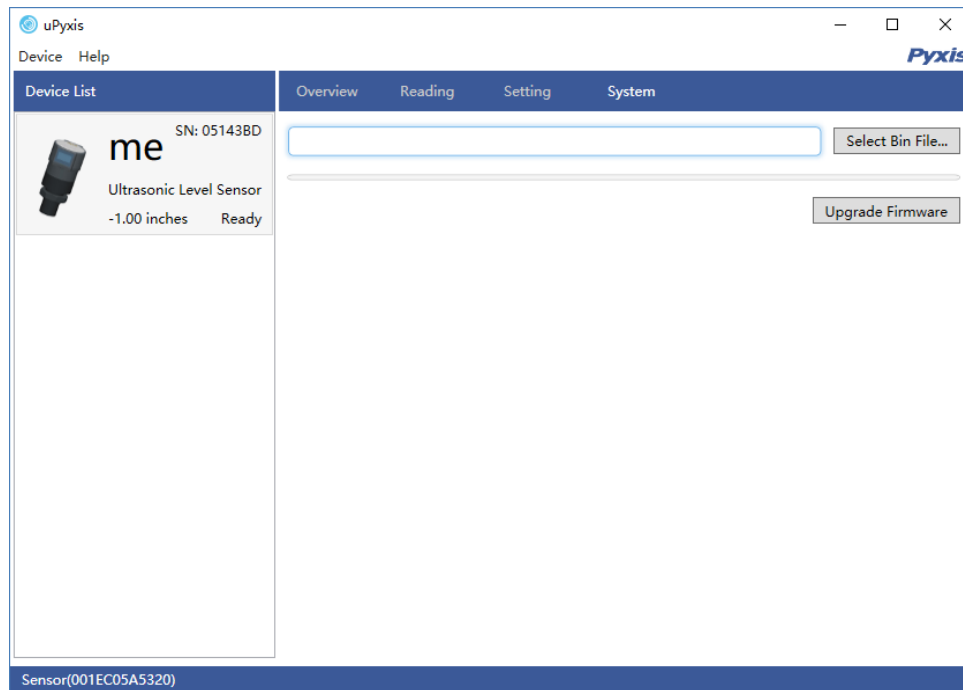 uPyxis
Device Help
Pyxis
Device List
Overview Reading Setting System
SN: 05143BD
me
Ultrasonic Level Sensor
-1.00 inches Ready
Select Bin File...
Upgrade Firmware
Sensor(001EC05A5320)